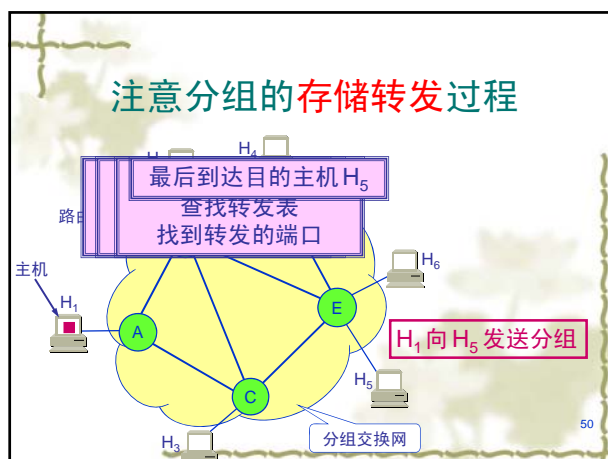 注意分组的存储转发过程
H4
最后到达目的主机H5
查找转发表
找到转发的端口
路
主机
H1
A
E
H6
H1向H5发送分组
C
H5
H3
分组交换网
50